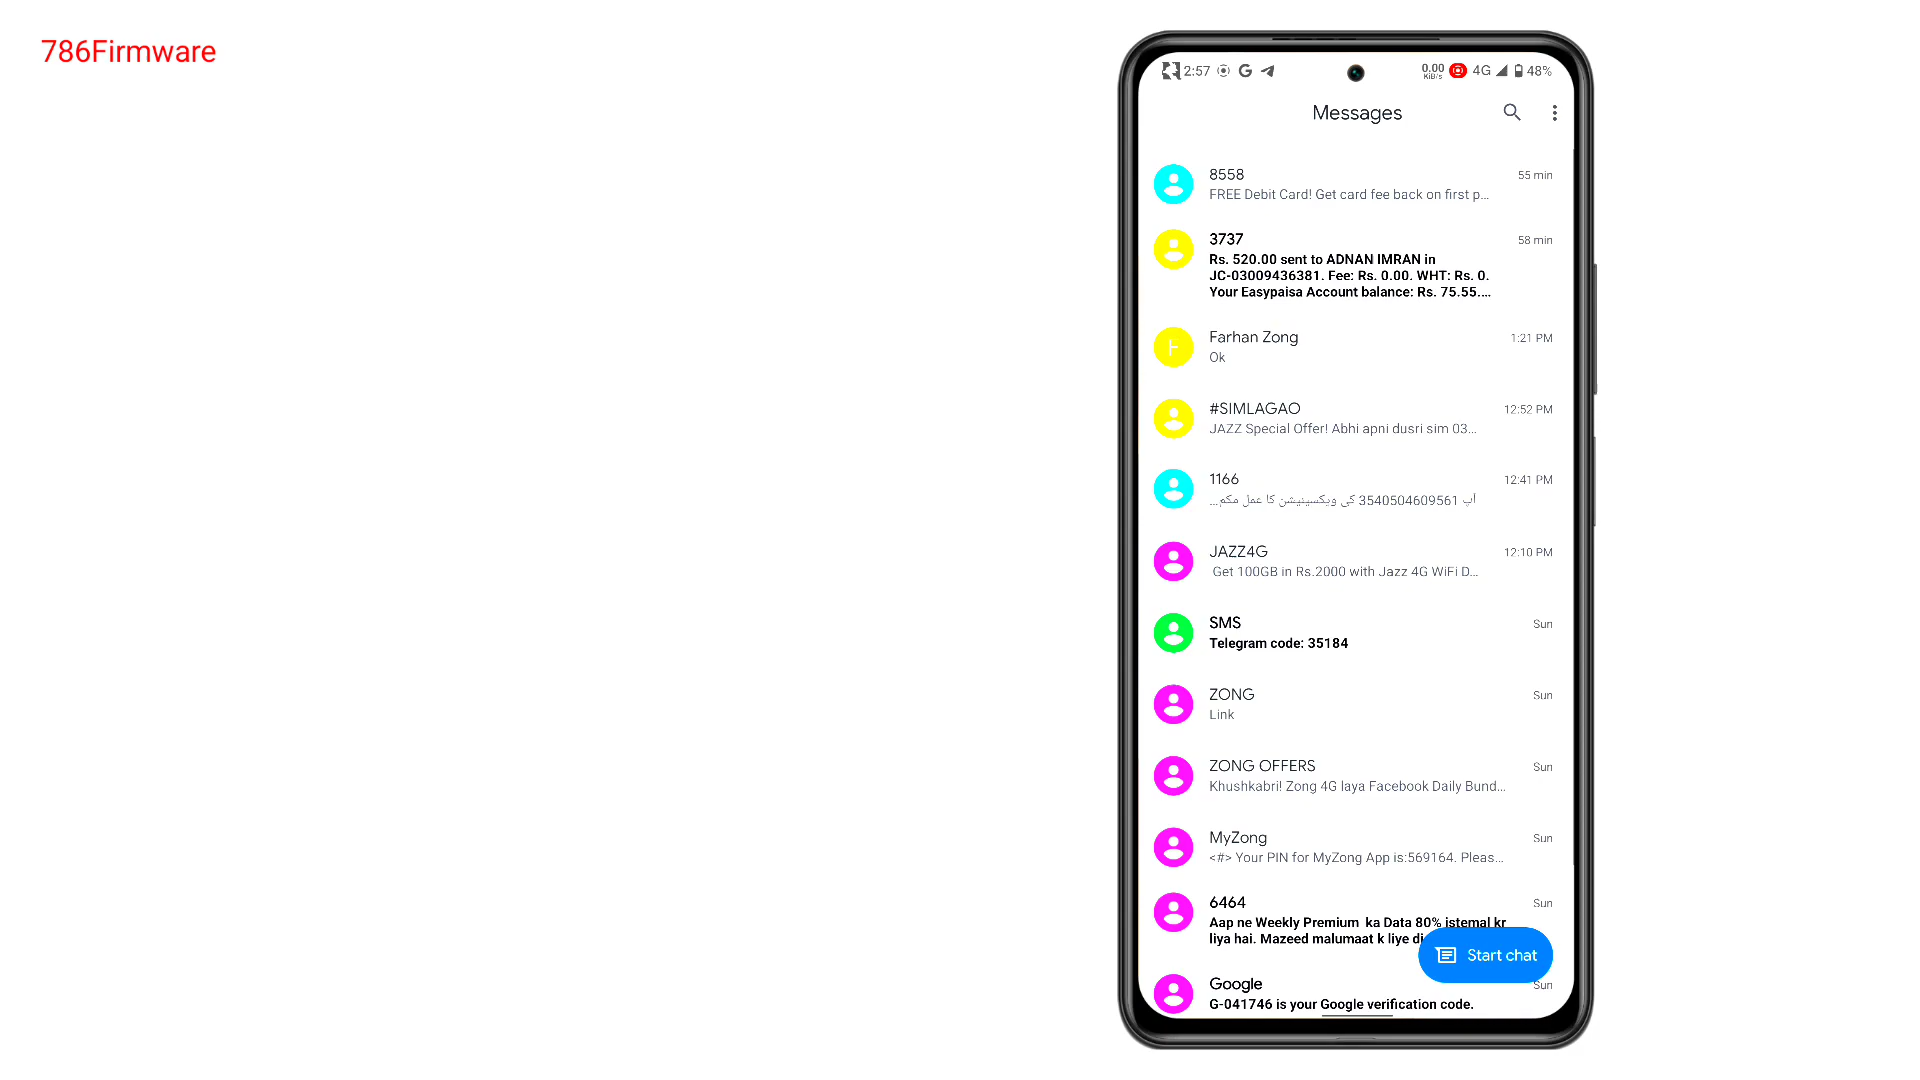 786Firmware
2:57
0.00
KiB/s
4G
48%
Messages
8558
55 min
FREE Debit Card! Get card fee back on first p...
3737
58 min
Rs. 520.00 sent to ADNAN IMRAN in
JC-03009436381. Fee: Rs. 0.00. WHT: Rs. 0.
Your Easypaisa Account balance: Rs. 75.55....
F
Farhan Zong
1:21 PM
Ok
#SIMLAGAO
12:52 PM
JAZZ Special Offer! Abhi apni dusri sim 03...
1166
12:41 PM
آپ 3540504609561 کی ویکسینیشن کا عمل مکم...
JAZZ4G
12:10 PM
Get 100GB in Rs.2000 with Jazz 4G WiFi D...
SMS
Sun
Telegram code: 35184
ZONG
Sun
Link
ZONG OFFERS
Sun
Khushkabri! Zong 4G laya Facebook Daily Bund...
MyZong
Sun
<#> Your PIN for MyZong App is:569164. Pleas...
6464
Sun
Aap ne Weekly Premium ka Data 80% istemal kr
liya hai. Mazeed malumaat k liye di
Start chat
Google
Sun
G-041746 is your Google verification code.